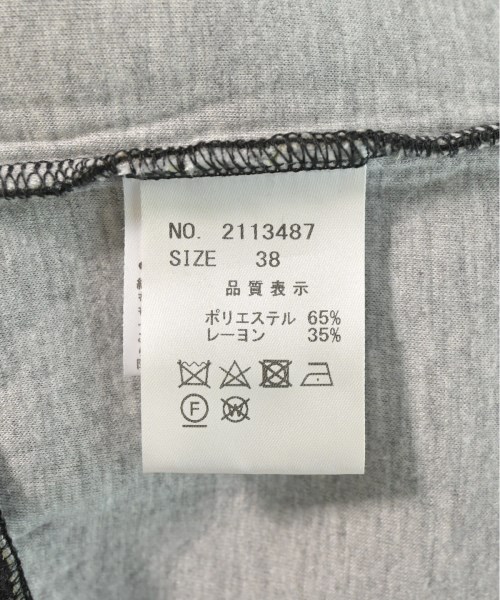 NO. 2113487
SIZE 38
品質表示
ポリエステル 65%
レーヨン 35%
F W